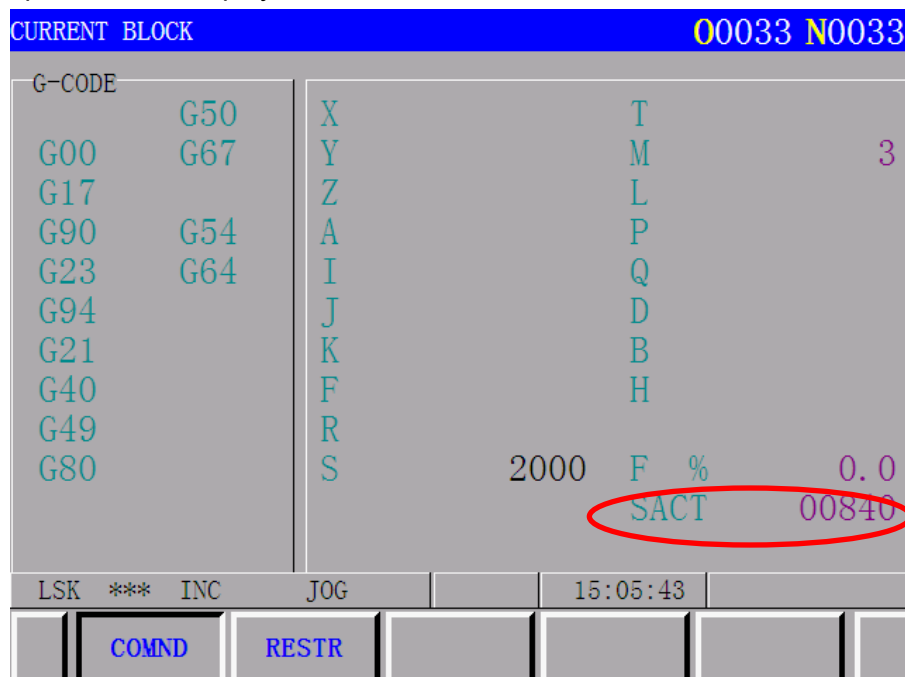 CURRENT BLOCK O0033 N0033
G-CODE
G50 X T
G00 G67 Y M 3
G17 Z L
G90 G54 A P
G23 G64 I Q
G94 J D
G21 K B
G40 F H
G49 R
G80 S 2000 F % 0.0
SACT 00840
LSK *** INC JOG 15:05:43
COMND RESTR